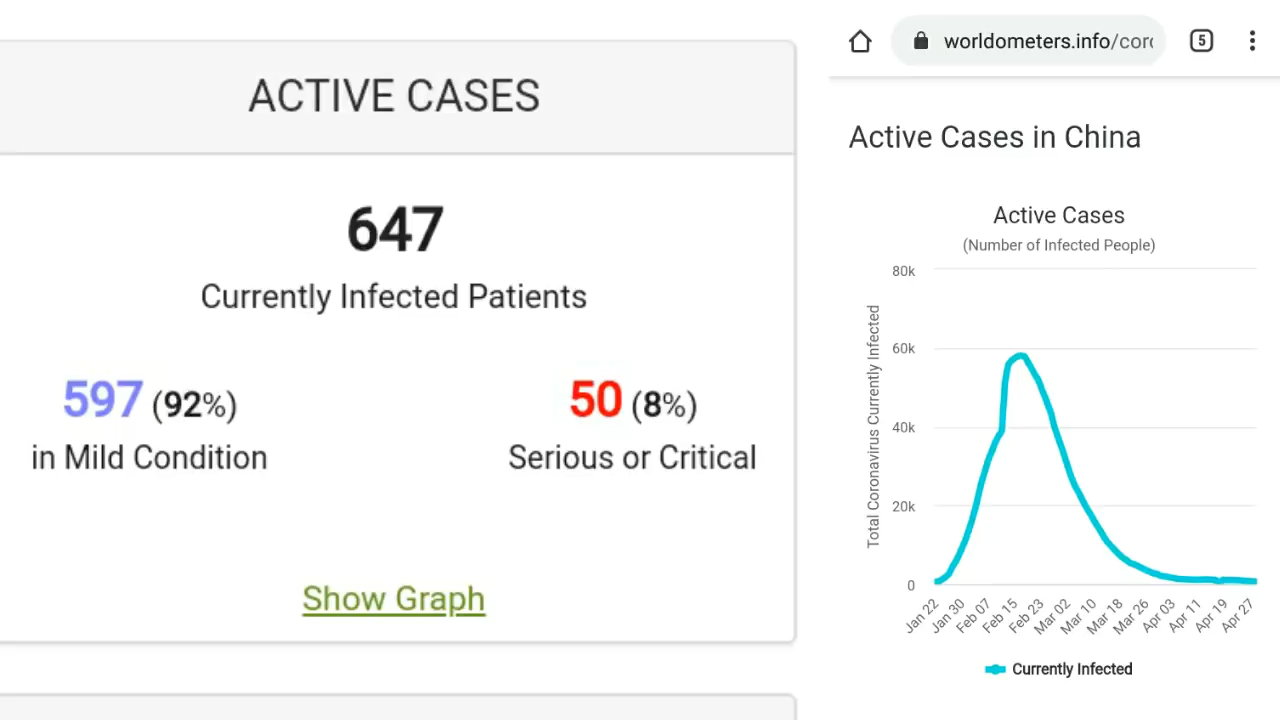 ACTIVE CASES
647
Currently Infected Patients
597 (92%)
in Mild Condition
50 (8%)
Serious or Critical
Show Graph
worldometers.info/cor
5
Active Cases in China
Active Cases
(Number of Infected People)
Total Coronavirus Currently Infected
80k
60k
40k
20k
0
Jan 22
Jan 30
Feb 07
Feb 15
Feb 23
Mar 02
Mar 10
Mar 18
Mar 26
Apr 03
Apr 11
Apr 19
Apr 27
Currently Infected